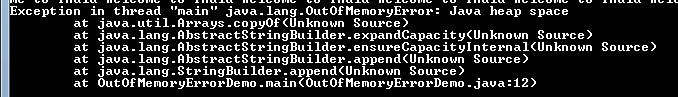 Exception in thread "main" java.lang.OutOfMemoryError: Java heap space
at java.util.Arrays.copyOf(Unknown Source)
at java.lang.AbstractStringBuilder.expandCapacity(Unknown Source)
at java.lang.AbstractStringBuilder.ensureCapacityInternal(Unknown Source)
at java.lang.AbstractStringBuilder.append(Unknown Source)
at java.lang.StringBuilder.append(Unknown Source)
at OutOfMemoryErrorDemo.main(OutOfMemoryErrorDemo.java:12)